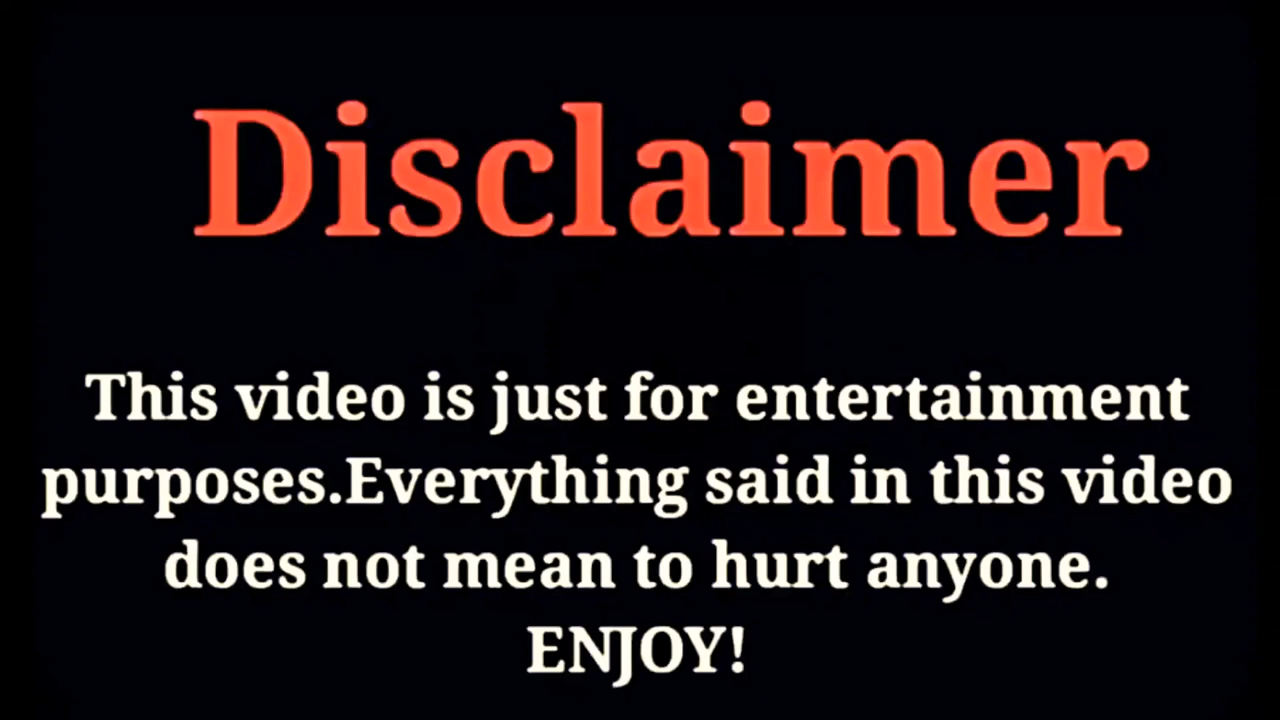 Disclaimer
This video is just for entertainment
purposes.Everything said in this video
does not mean to hurt anyone.
ENJOY!